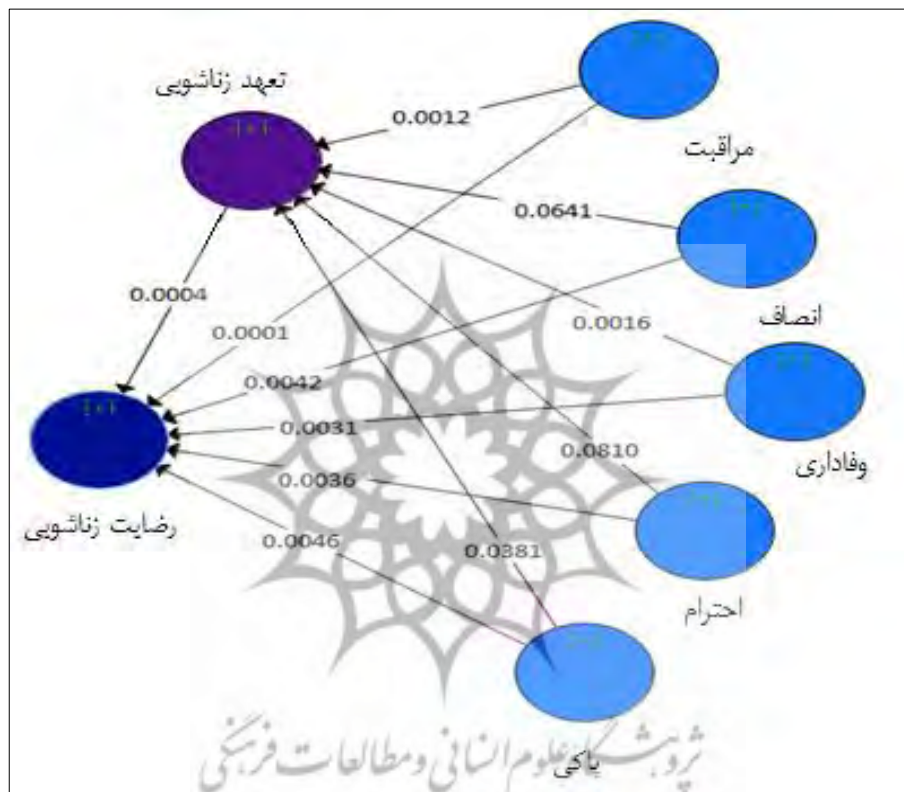 تعهد زناشویی
[+]
[+]
0.0012
مراقبت
[+]
0.0641
انصاف
0.0004
0.0001
0.0016
[+]
[+]
0.0042
0.0031
وفاداری
0.0810
0.0036
[+]
رضایت زناشویی
0.0046
0.0381
احترام
[+]
پاکی
پژوهشگاه علوم انسانی و مطالعات فرهنگی